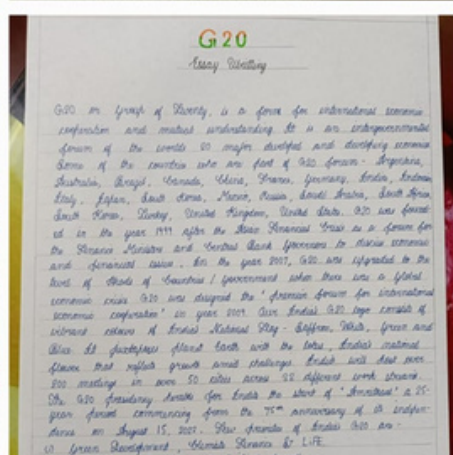 G20
Essay Writting
G20 or Group of Twenty, is a forum for international economic
cooperation and mutual understanding. It is an intergovernmental
forum of the worlds 20 major developed and developing economies
Some of the countries who are part of G20 forum - Argentina,
Australia, Brazil, Canada, China, France, Germany, India, Indonesia
Italy, Japan, South Korea, Mexico, Russia, Saudi Arabia, South Africa
South Korea, Turkey, United Kingdom, United States. G20 was found-
ed in the year 1999 after the Asian Financial Crisis as a forum for
the Finance Ministers and Central Bank Governors to discuss economic
and financial issue. In the year 2007, G20 was upgraded to the
level of Heads of Countries / government when there was a Global
economic crisis G20 was designed the "premier forum for international
economic cooperation" in year 2009. Our India's G20 logo consists of
vibrant colours of India's National Flag - Saffron, White, Green and
Blue. It juxtaposes planet Earth with the lotus, India's national
flower that reflects growth amid challenges. India will host over
200 meetings in over 50 cities across 32 different work streams.
The G20 presidency for India the start of "Amritkaal" a 25-
year period commencing from the 75th anniversary of its indepen-
dence on August 15, 2022. Few priorities of India's G20 are -
i) Green Development, Climate Finance & LiFE